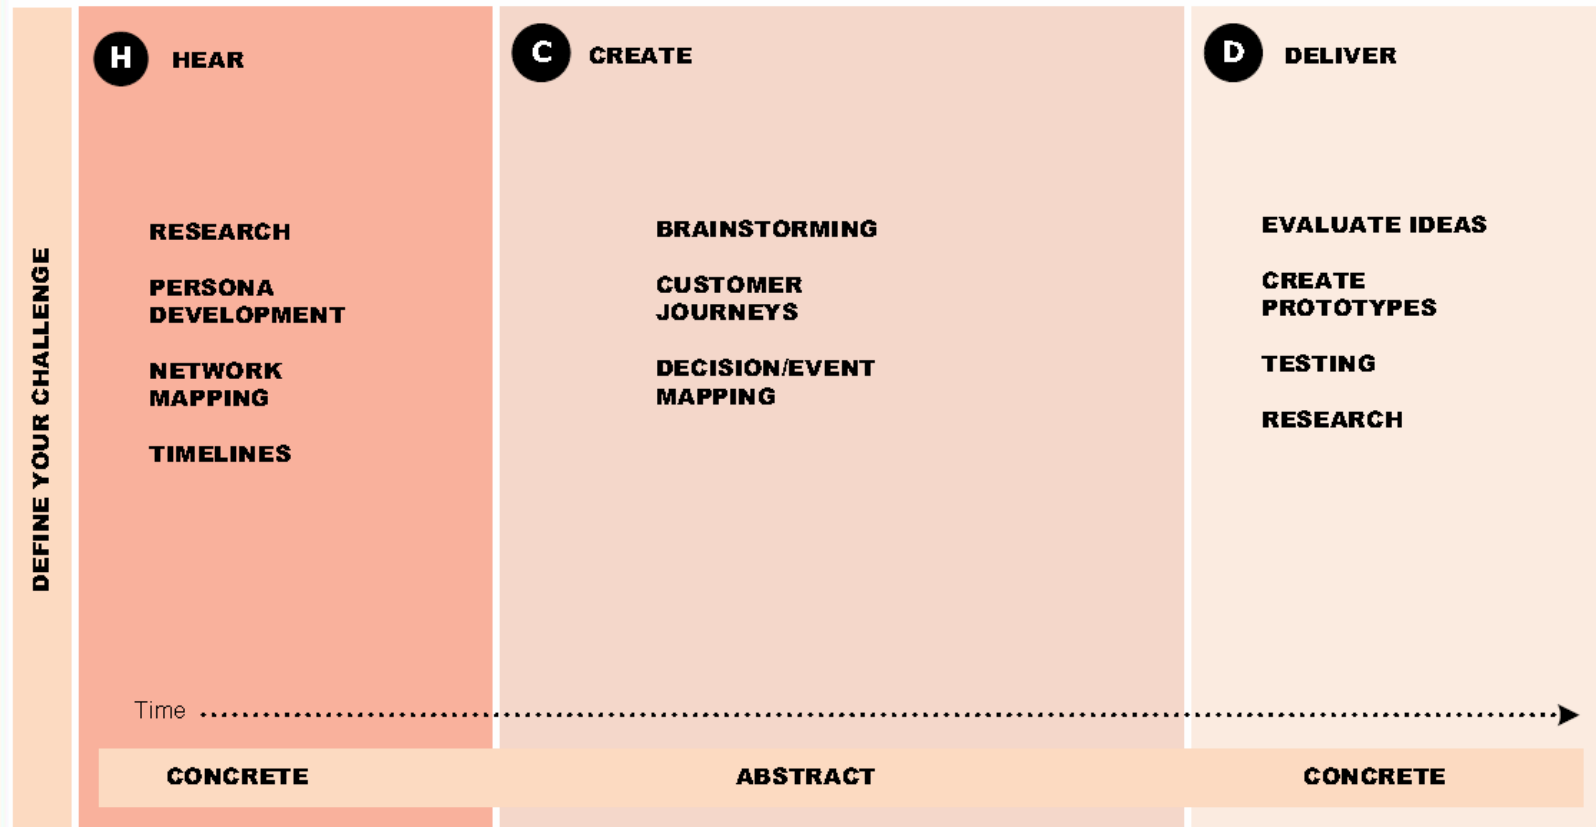 DEFINE YOUR CHALLENGE
H HEAR
RESEARCH
PERSONA
DEVELOPMENT
NETWORK
MAPPING
TIMELINES
C CREATE
BRAINSTORMING
CUSTOMER
JOURNEYS
DECISION/EVENT
MAPPING
D DELIVER
EVALUATE IDEAS
CREATE
PROTOTYPES
TESTING
RESEARCH
Time
CONCRETE
ABSTRACT
CONCRETE